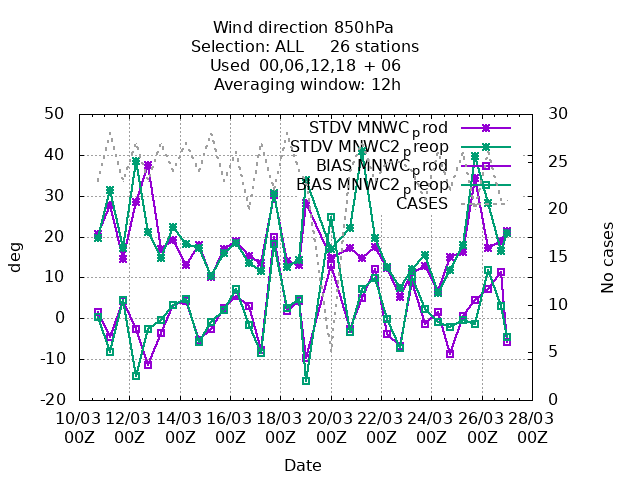 Wind direction 850hPa
Selection: ALL 26 stations
Used 00,06,12,18 + 06
Averaging window: 12h
50 30
40 25
30 20
20 15
10 10
0 5
-10 0
-20
STDV MNWC_prod
STDV MNWC2_preop
BIAS MNWC_prod
BIAS MNWC2_preop
CASES
deg
No cases
10/03 12/03 14/03 16/03 18/03 20/03 22/03 24/03 26/03 28/03
00Z 00Z 00Z 00Z 00Z 00Z 00Z 00Z 00Z 00Z
Date